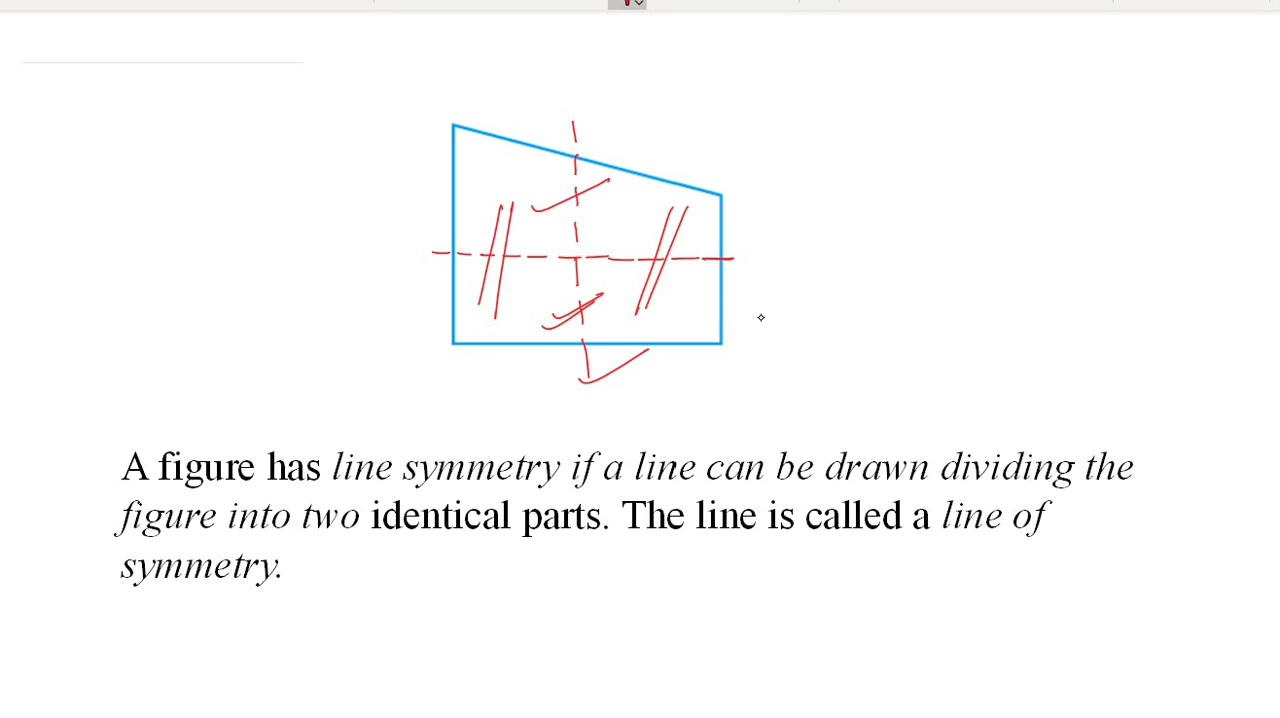 A figure has line symmetry if a line can be drawn dividing the
figure into two identical parts. The line is called a line of
symmetry.